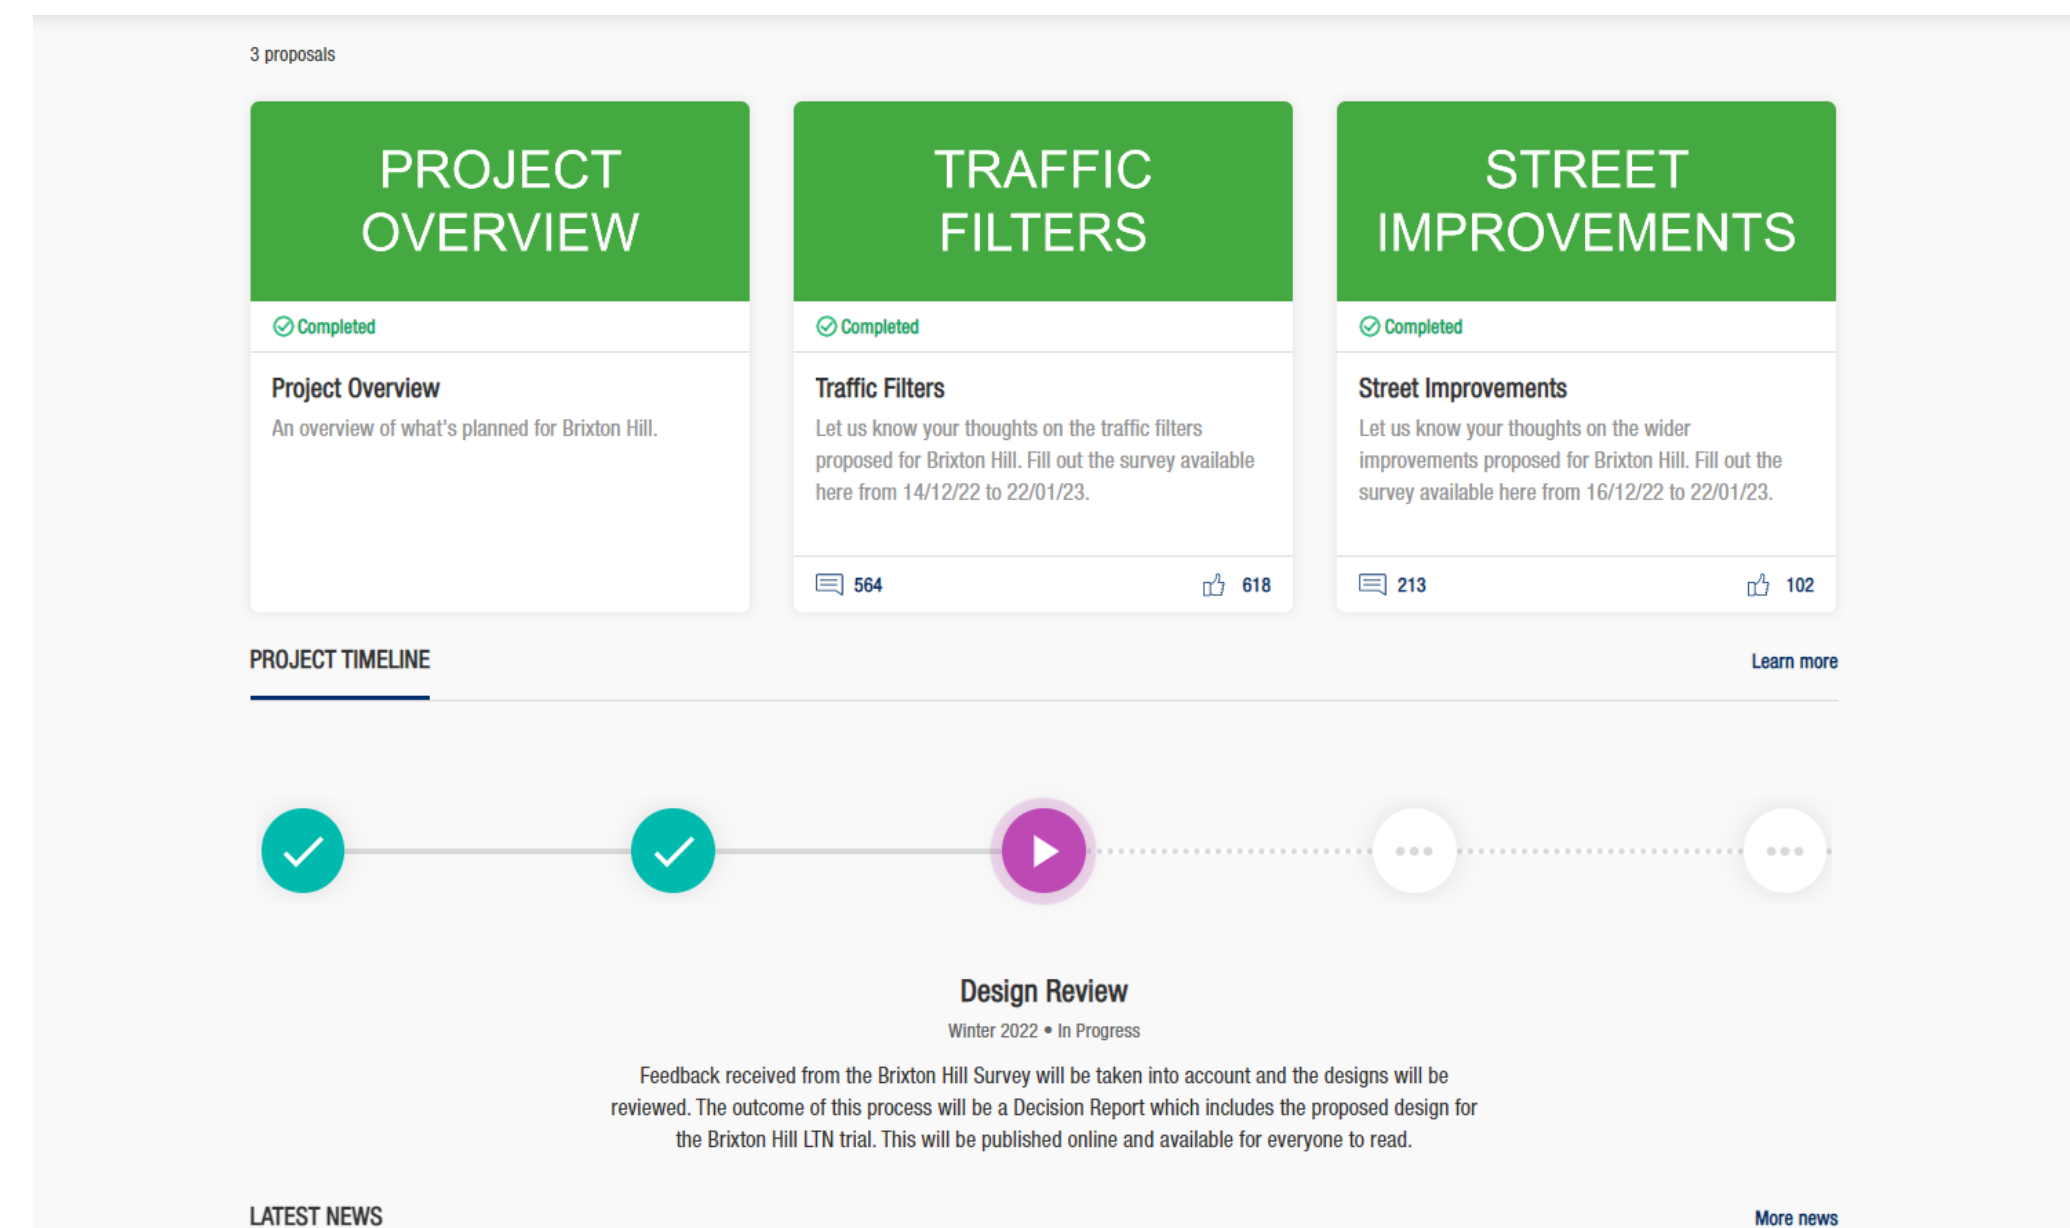 3 proposals
PROJECT
OVERVIEW
Completed
Project Overview
An overview of what's planned for Brixton Hill.
TRAFFIC
FILTERS
Completed
Traffic Filters
Let us know your thoughts on the traffic filters
proposed for Brixton Hill. Fill out the survey available
here from 14/12/22 to 22/01/23.
564
618
STREET
IMPROVEMENTS
Completed
Street Improvements
Let us know your thoughts on the wider
improvements proposed for Brixton Hill. Fill out the
survey available here from 16/12/22 to 22/01/23.
213
102
PROJECT TIMELINE
Learn more
Design Review
Winter 2022 • In Progress
Feedback received from the Brixton Hill Survey will be taken into account and the designs will be
reviewed. The outcome of this process will be a Decision Report which includes the proposed design for
the Brixton Hill LTN trial. This will be published online and available for everyone to read.
LATEST NEWS
More news